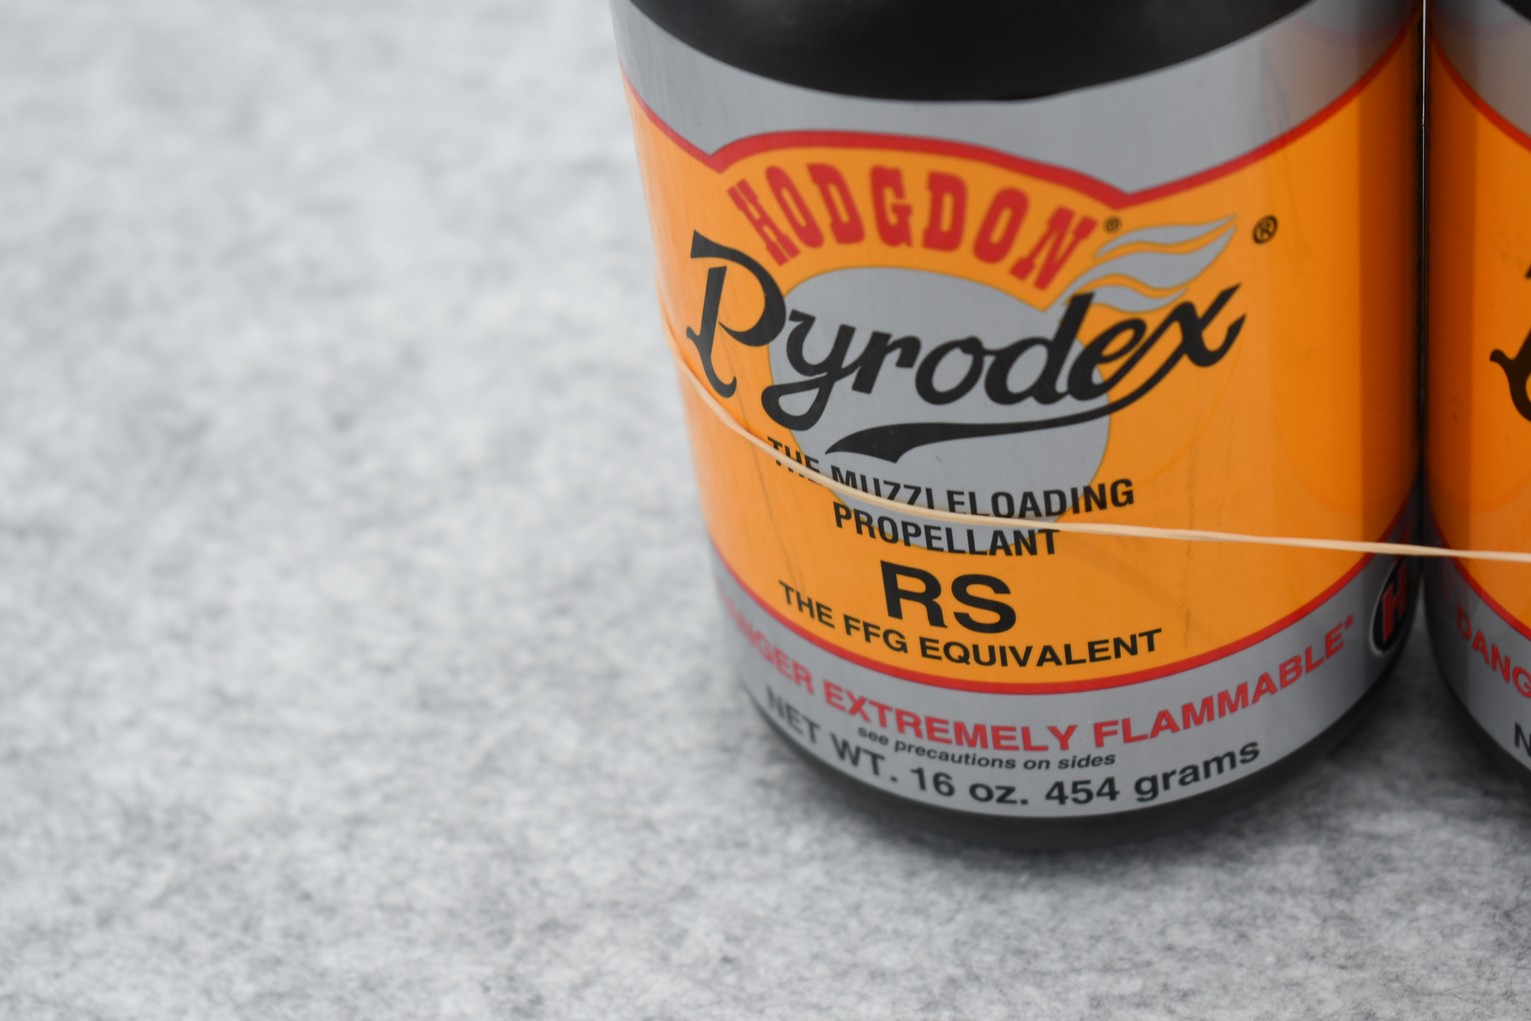 HODGDON®
Pyrodex®
THE MUZZLELOADING
PROPELLANT
RS
THE FFG EQUIVALENT
DANGER EXTREMELY FLAMMABLE*
see precautions on sides
NET WT. 16 oz. 454 grams
H
DANG
N